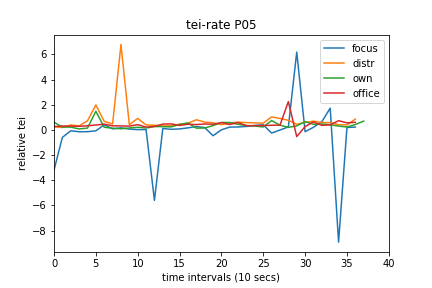 tei-rate P05
focus
distr
own
office
relative tei
6
4
2
0
−2
−4
−6
−8
0 5 10 15 20 25 30 35 40
time intervals (10 secs)